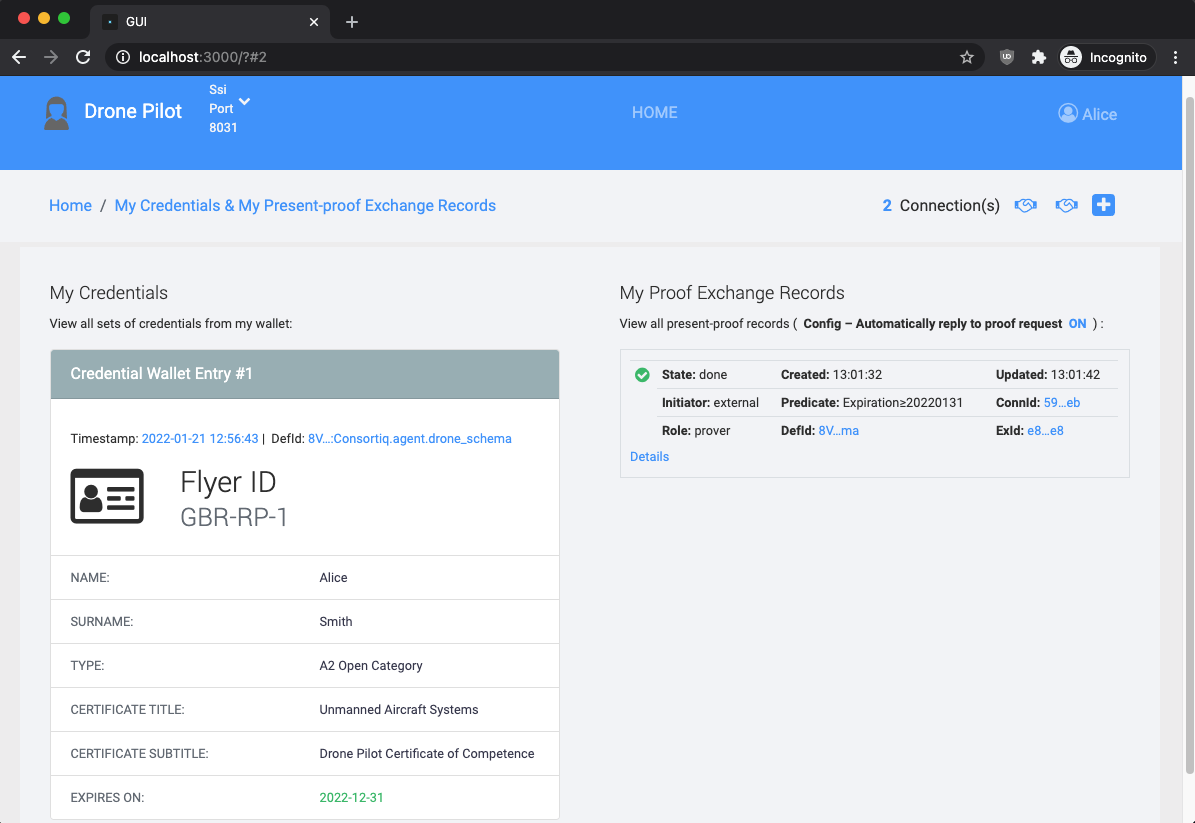 GUI
localhost:3000/?#2
Incognito
Drone Pilot
Ssi
Port
8031
HOME
Alice
Home / My Credentials & My Present-proof Exchange Records
2 Connection(s)
My Credentials
View all sets of credentials from my wallet:
Credential Wallet Entry #1
Timestamp: 2022-01-21 12:56:43 | DefId: 8V...:Consortiq.agent.drone_schema
Flyer ID
GBR-RP-1
NAME: Alice
SURNAME: Smith
TYPE: A2 Open Category
CERTIFICATE TITLE: Unmanned Aircraft Systems
CERTIFICATE SUBTITLE: Drone Pilot Certificate of Competence
EXPIRES ON: 2022-12-31
My Proof Exchange Records
View all present-proof records ( Config – Automatically reply to proof request ON ) :
State: done Created: 13:01:32 Updated: 13:01:42
Initiator: external Predicate: Expiration≥20220131 ConnId: 59...eb
Role: prover DefId: 8V...ma ExId: e8...e8
Details